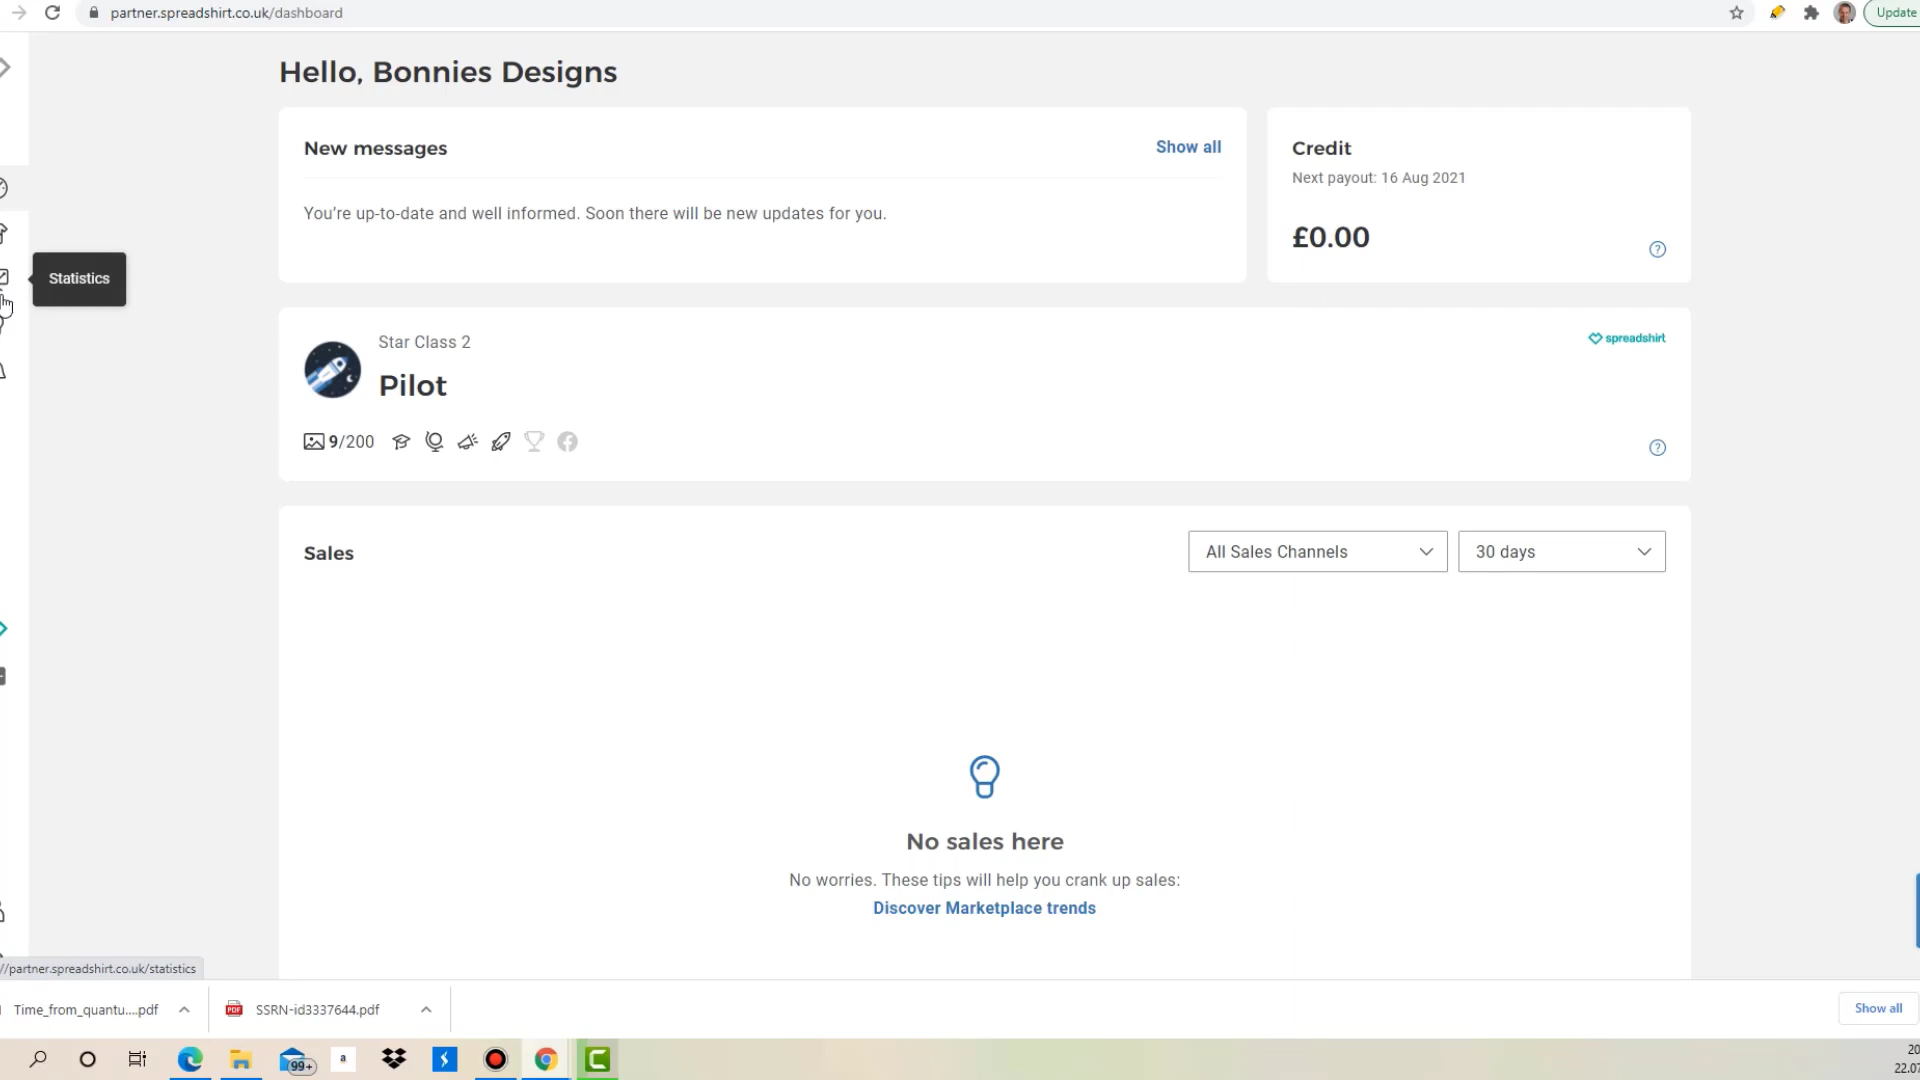 partner.spreadshirt.co.uk/dashboard
Update
Hello, Bonnies Designs
New messages
Show all
You're up-to-date and well informed. Soon there will be new updates for you.
Credit
Next payout: 16 Aug 2021
£0.00
Statistics
Star Class 2
Pilot
spreadshirt
9/200
Sales
All Sales Channels
30 days
No sales here
No worries. These tips will help you crank up sales:
Discover Marketplace trends
//partner.spreadshirt.co.uk/statistics
Time_from_quantu....pdf
PDF
SSRN-id3337644.pdf
Show all
99+
a
20
22.07